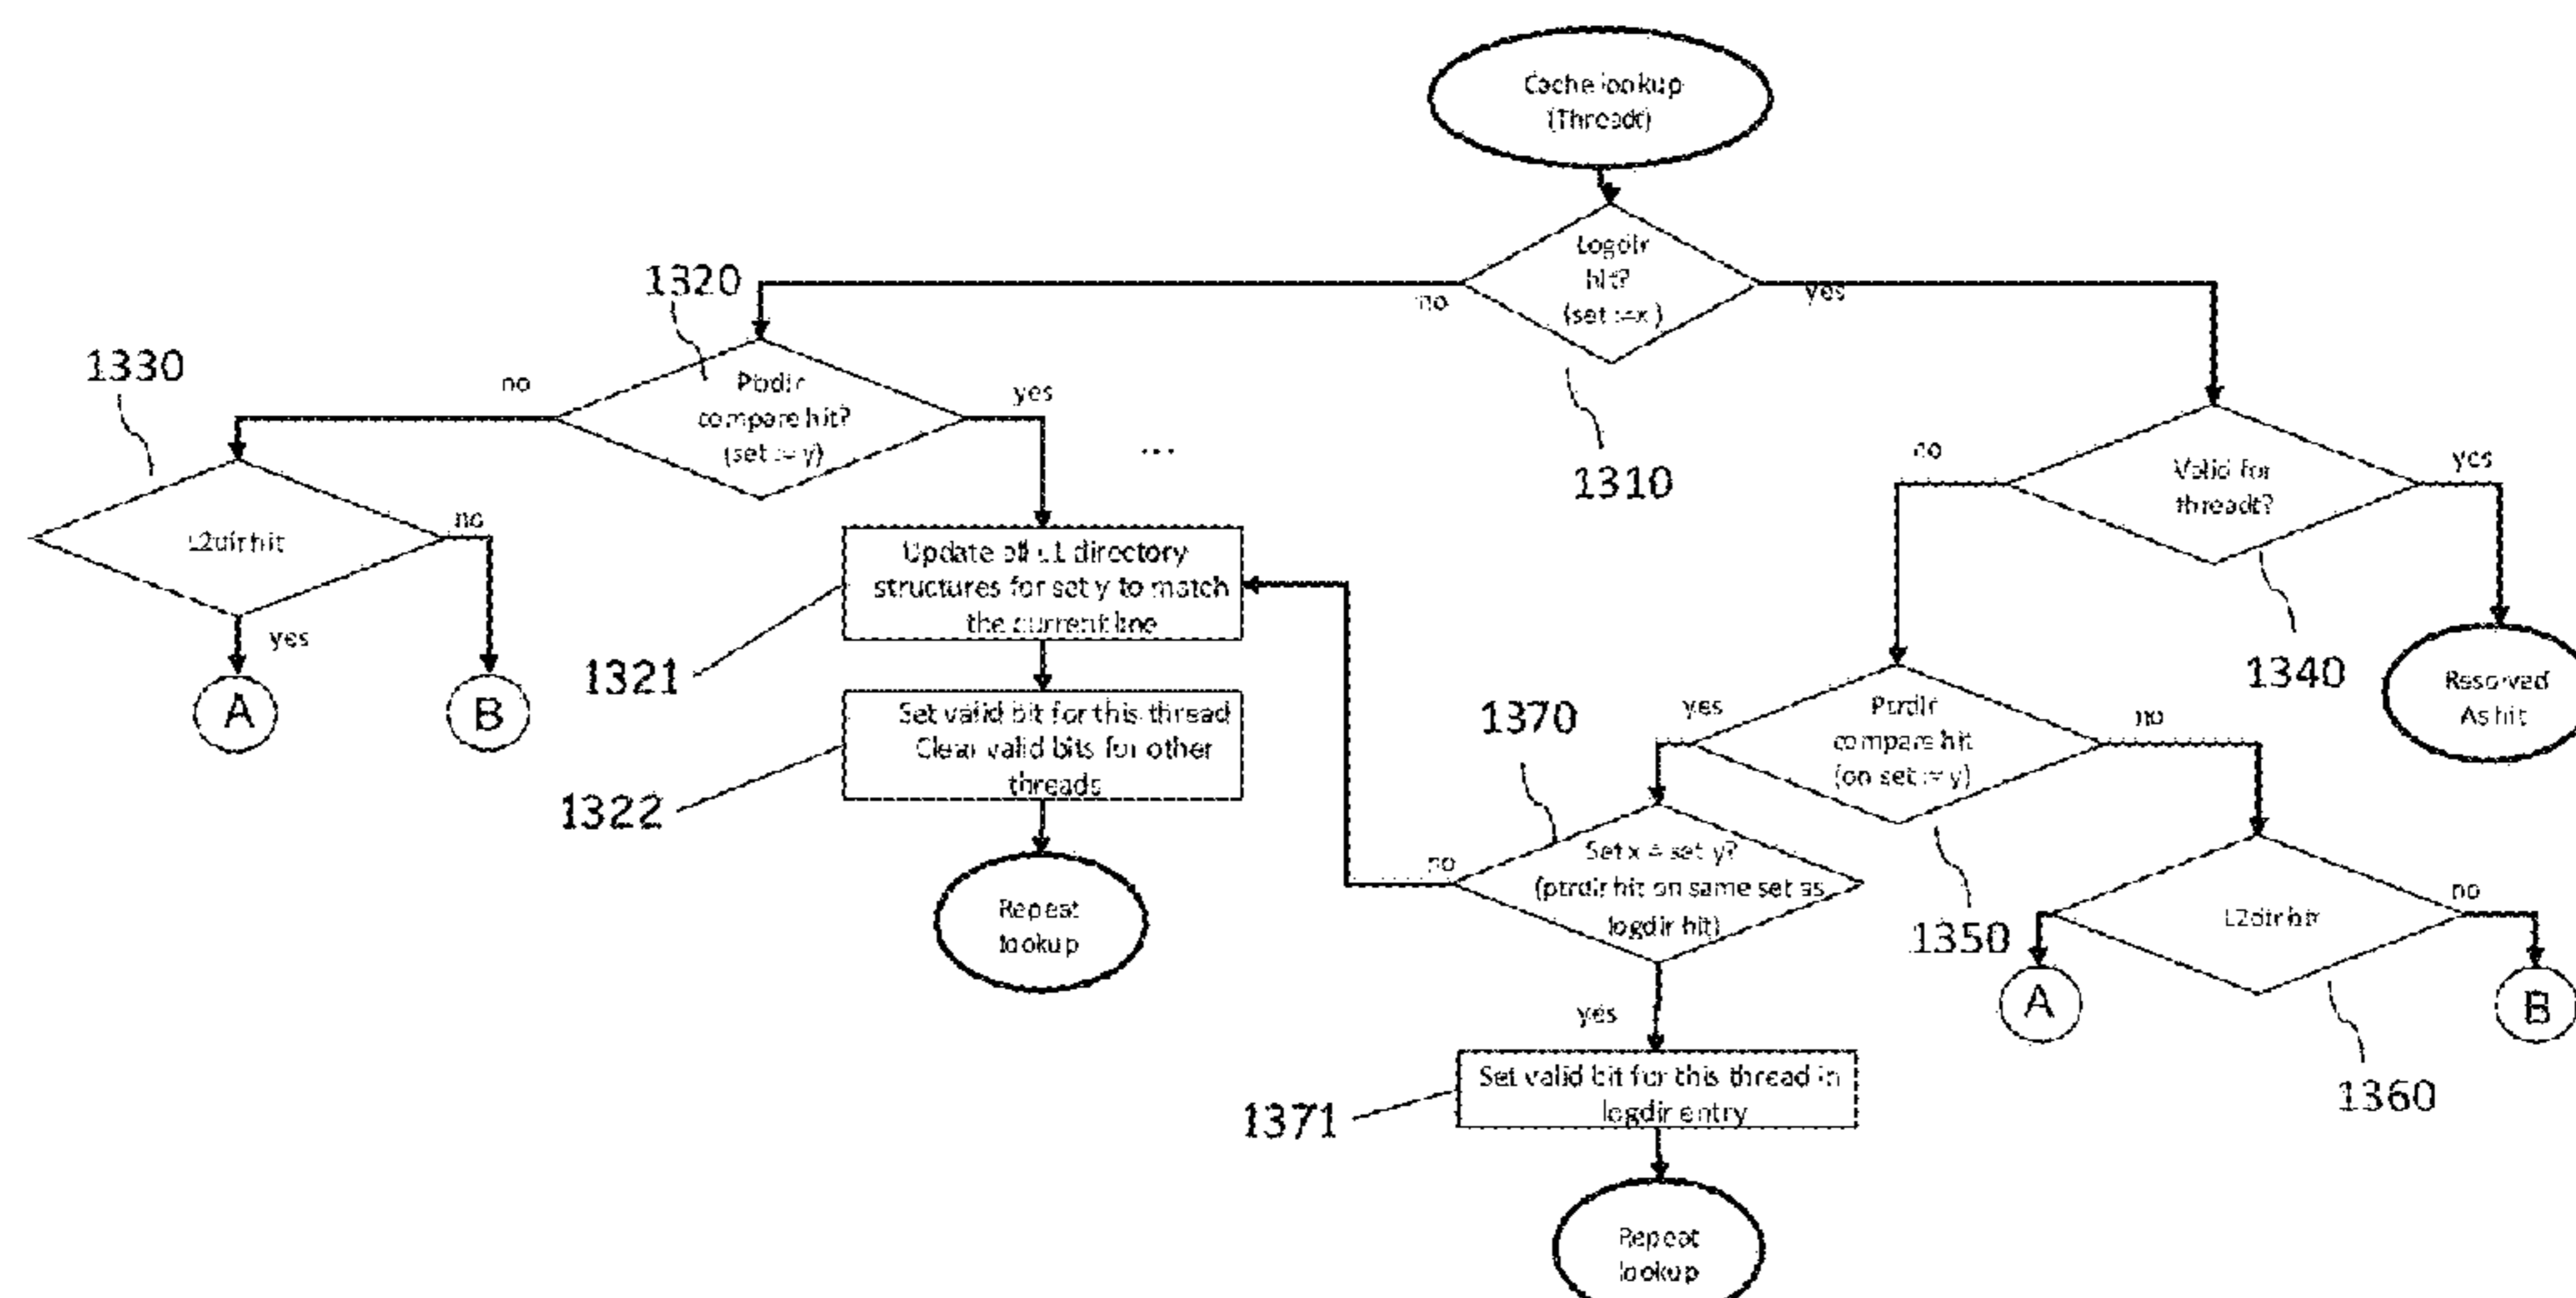 Cache lookup
(Threadt)
Logdir
hit?
(set :=x)
no
yes
1310
1320
compare hit?
(set := y)
no
yes
...
1330
L2dir hit
no
yes
A
B
Update all L1 directory
structures for set y to match
the current line
1321
Set valid bit for this thread
Clear valid bits for other
threads
1322
Repeat
lookup
Valid for
threadt?
no
yes
1340
Resolved
As hit
Ptrdir
compare hit
(on set := y)
yes
no
1350
1370
Set x = set y?
(ptrdir hit on same set as
logdir hit)
no
yes
L2dir hit
no
1360
A
B
Set valid bit for this thread in
logdir entry
1371
Repeat
lookup